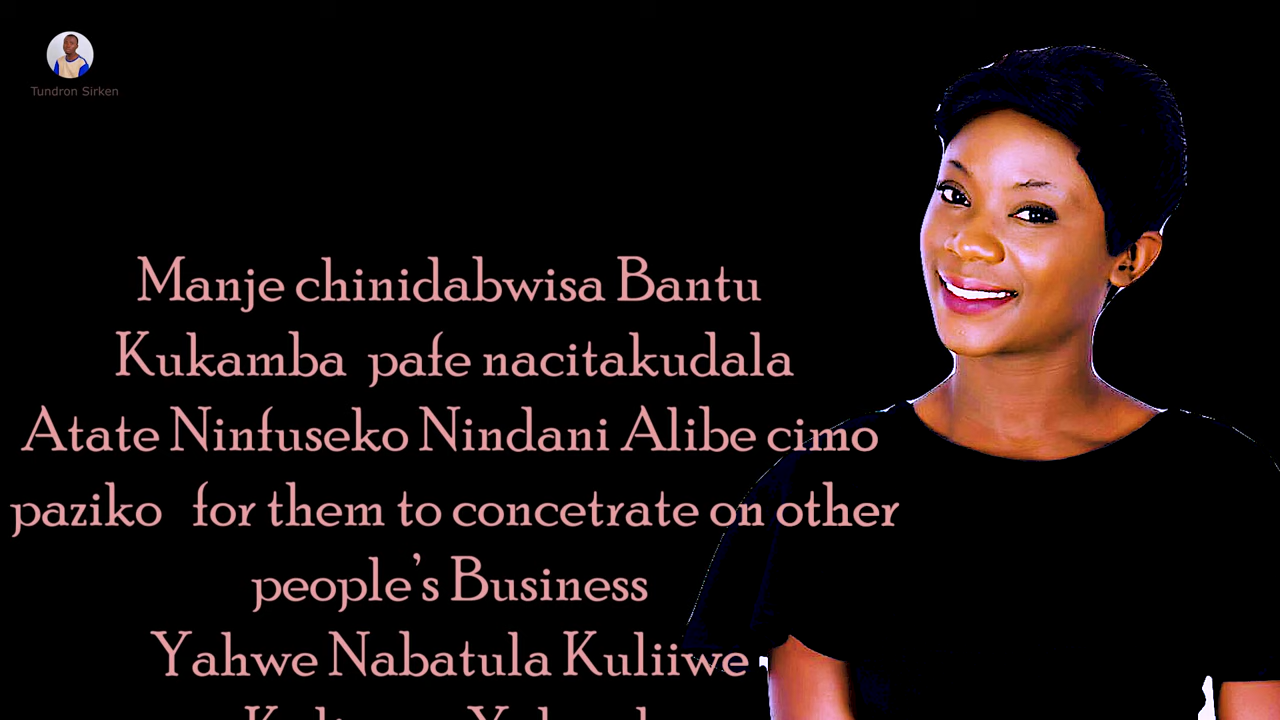 Tundron Sirken
Manje chinidabwisa Bantu
Kukamba pafe nacitakudala
Atate Ninfuseko Nindani Alibe cimo
paziko for them to concetrate on other
people's Business
Yahwe Nabatula Kuliiwe